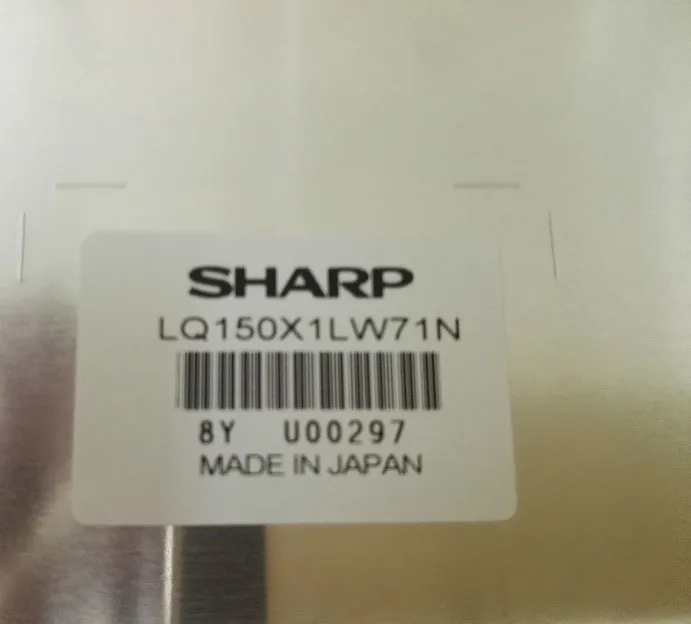 SHARP
LQ150X1LW71N
8Y U00297
MADE IN JAPAN